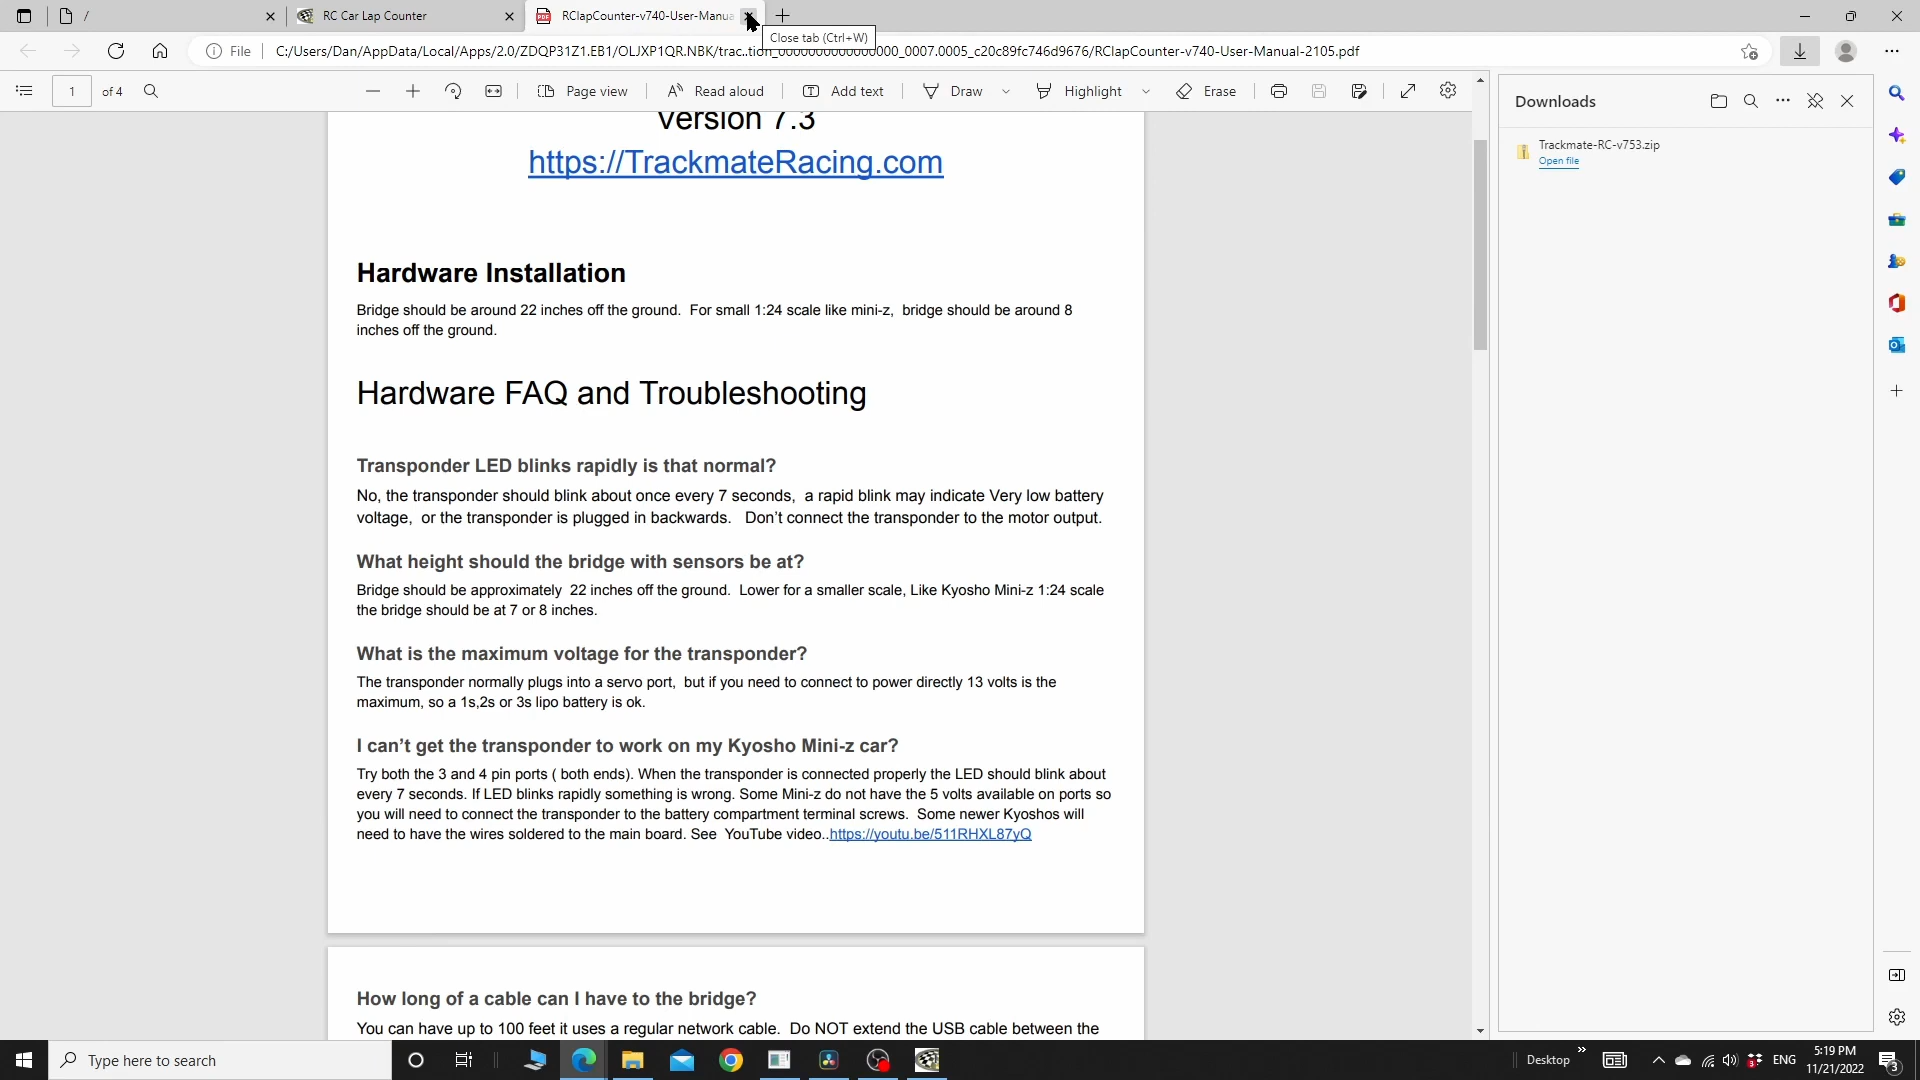 /
RC Car Lap Counter
RClapCounter-v740-User-Manua
Close tab (Ctrl+W)
File
C:/Users/Dan/AppData/Local/Apps/2.0/ZDQP31Z1.EB1/OLJXP1QR.NBK/trac..tion_0000000000000000_0007.0005_c20c89fc746d9676/RClapCounter-v740-User-Manual-2105.pdf
1 of 4
Page view
Read aloud
Add text
Draw
Highlight
Erase
Version 7.3
https://TrackmateRacing.com
Hardware Installation
Bridge should be around 22 inches off the ground. For small 1:24 scale like mini-z, bridge should be around 8
inches off the ground.
Hardware FAQ and Troubleshooting
Transponder LED blinks rapidly is that normal?
No, the transponder should blink about once every 7 seconds, a rapid blink may indicate Very low battery
voltage, or the transponder is plugged in backwards. Don't connect the transponder to the motor output.
What height should the bridge with sensors be at?
Bridge should be approximately 22 inches off the ground. Lower for a smaller scale, Like Kyosho Mini-z 1:24 scale
the bridge should be at 7 or 8 inches.
What is the maximum voltage for the transponder?
The transponder normally plugs into a servo port, but if you need to connect to power directly 13 volts is the
maximum, so a 1s,2s or 3s lipo battery is ok.
I can't get the transponder to work on my Kyosho Mini-z car?
Try both the 3 and 4 pin ports ( both ends). When the transponder is connected properly the LED should blink about
every 7 seconds. If LED blinks rapidly something is wrong. Some Mini-z do not have the 5 volts available on ports so
you will need to connect the transponder to the battery compartment terminal screws. Some newer Kyoshos will
need to have the wires soldered to the main board. See YouTube video..https://youtu.be/511RHXL87yQ
How long of a cable can I have to the bridge?
You can have up to 100 feet it uses a regular network cable. Do NOT extend the USB cable between the
Downloads
Trackmate-RC-v753.zip
Open file
Type here to search
Desktop
ENG
5:19 PM
11/21/2022
3